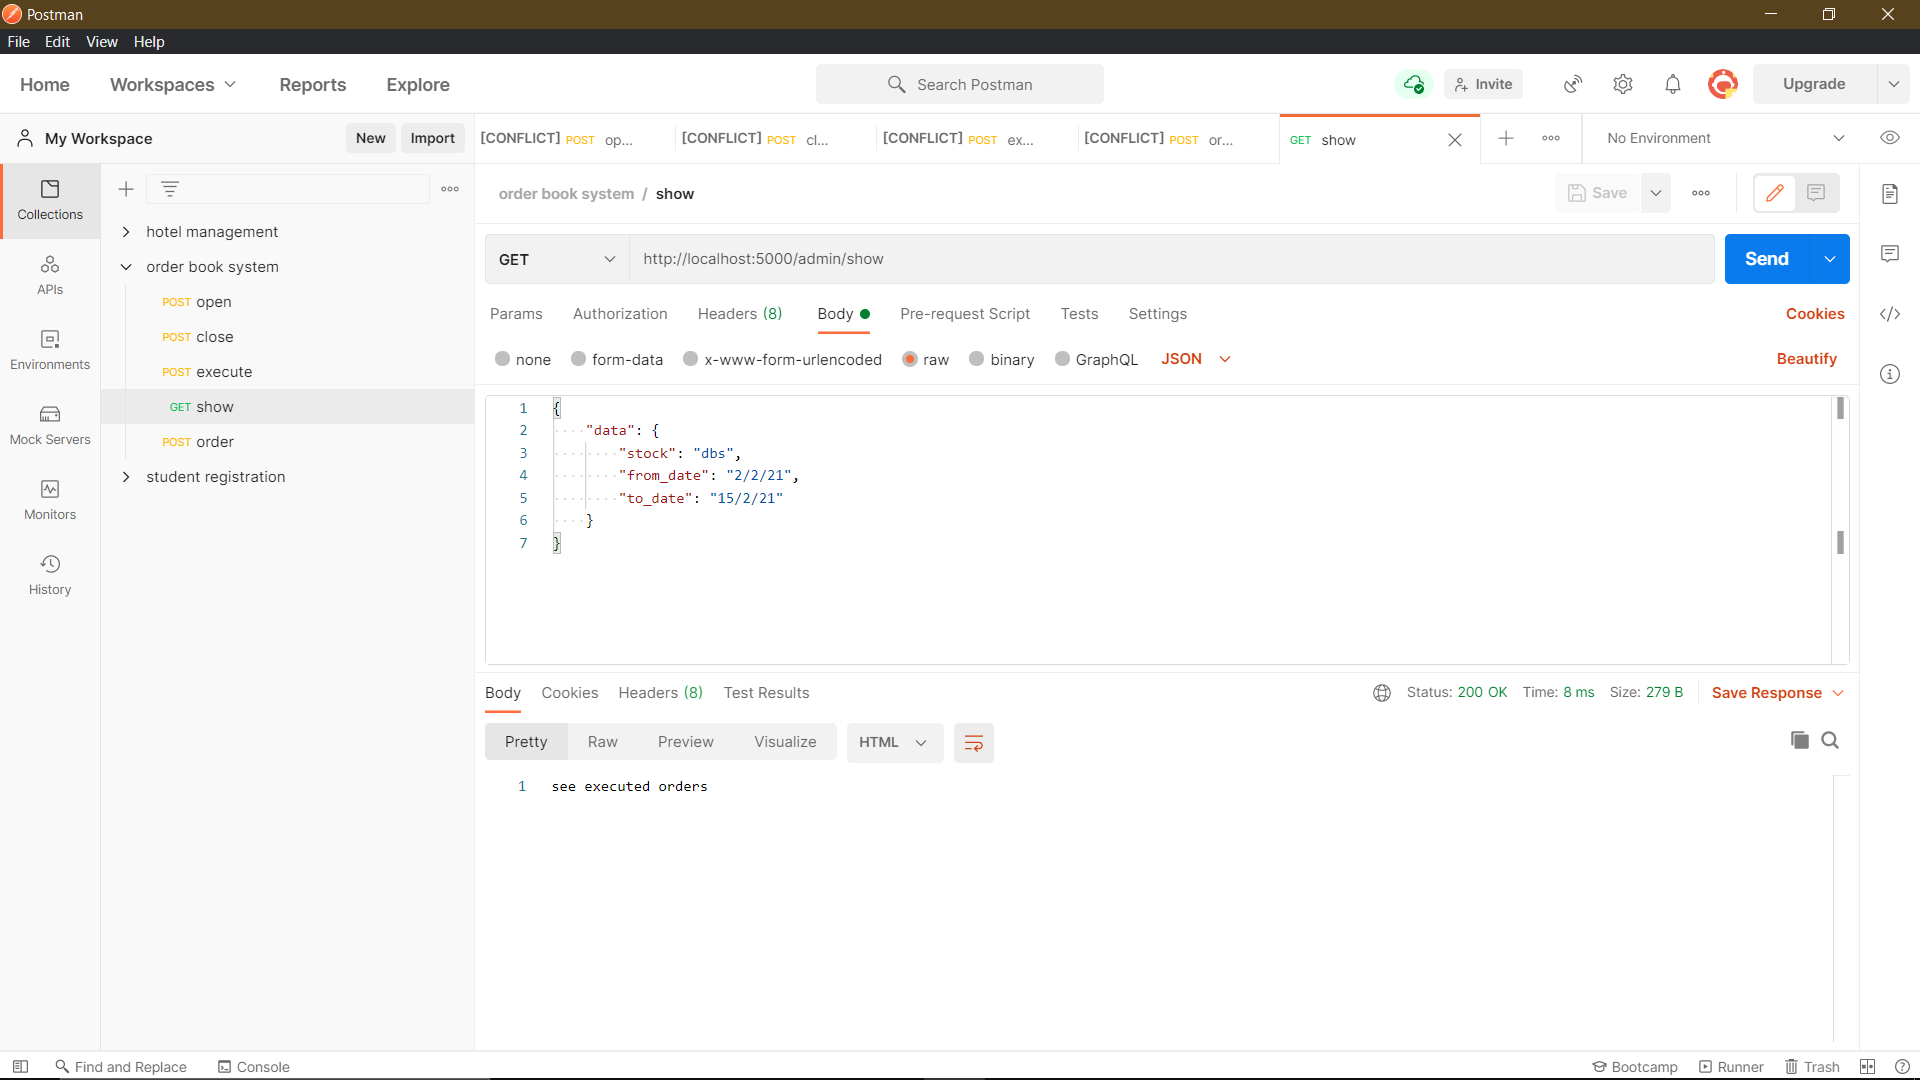 Postman
File Edit View Help
Home Workspaces Reports Explore Search Postman Invite Upgrade
My Workspace New Import [CONFLICT] POST op... [CONFLICT] POST cl... [CONFLICT] POST ex... [CONFLICT] POST or... GET show No Environment
order book system / show Save
Collections
APIs
Environments
Mock Servers
Monitors
History
hotel management
order book system
POST open
POST close
POST execute
GET show
POST order
student registration
GET http://localhost:5000/admin/show Send
Params Authorization Headers (8) Body Pre-request Script Tests Settings Cookies
none form-data x-www-form-urlencoded raw binary GraphQL JSON Beautify
1 {
2 "data": {
3 "stock": "dbs",
4 "from_date": "2/2/21",
5 "to_date": "15/2/21"
6 }
7 }
Body Cookies Headers (8) Test Results Status: 200 OK Time: 8 ms Size: 279 B Save Response
Pretty Raw Preview Visualize HTML
1 see executed orders
Find and Replace Console Bootcamp Runner Trash